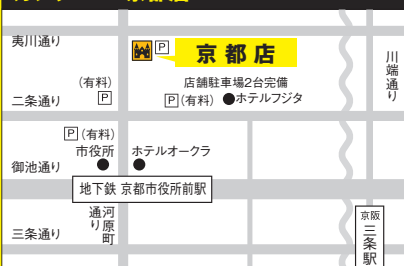 夷川通り
P
京都店
川端通り
(有料)
P
店舗駐車場2台完備
P(有料) ●ホテルフジタ
二条通り
P(有料)
市役所
ホテルオークラ
御池通り
地下鉄 京都市役所前駅
河原町通り
三条通り
京阪
三条駅